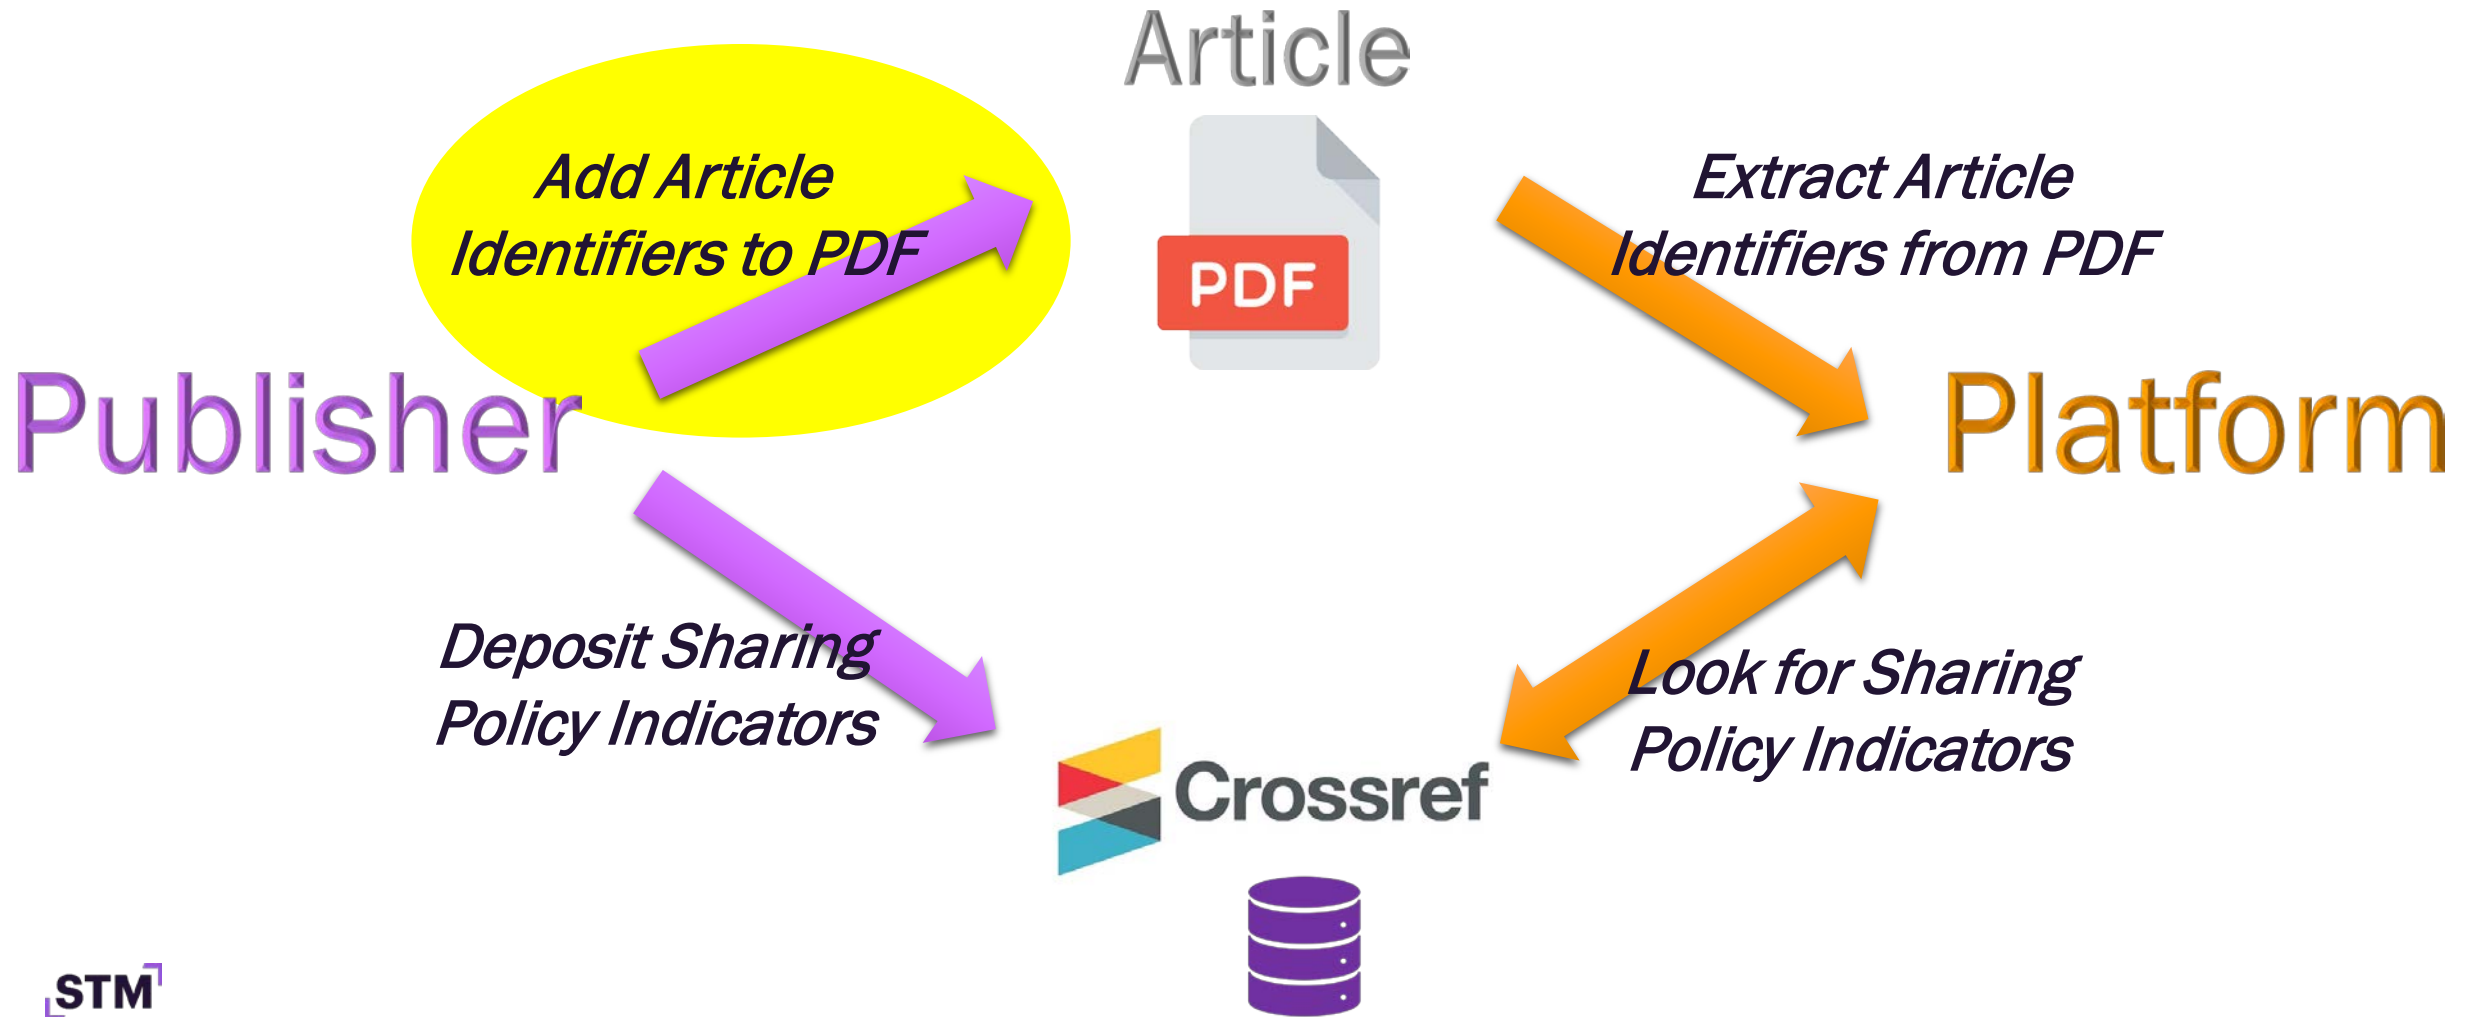 Article
Add Article
Identifiers to PDF
PDF
Extract Article
Identifiers from PDF
Publisher
Platform
Deposit Sharing
Policy Indicators
Look for Sharing
Policy Indicators
Crossref
STM